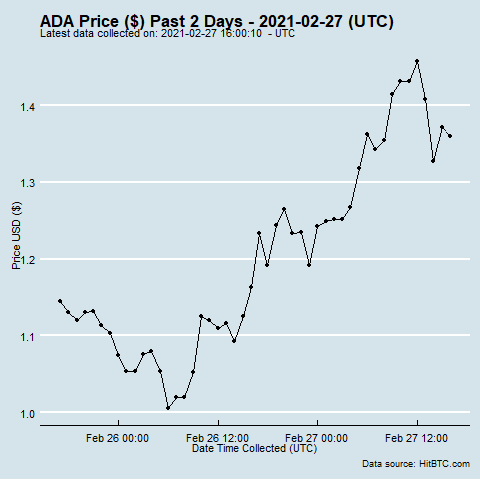 ADA Price ($) Past 2 Days - 2021-02-27 (UTC)
Latest data collected on: 2021-02-27 16:00:10 - UTC
Price USD ($)
1.4
1.3
1.2
1.1
1.0
Feb 26 00:00
Feb 26 12:00
Feb 27 00:00
Feb 27 12:00
Date Time Collected (UTC)
Data source: HitBTC.com